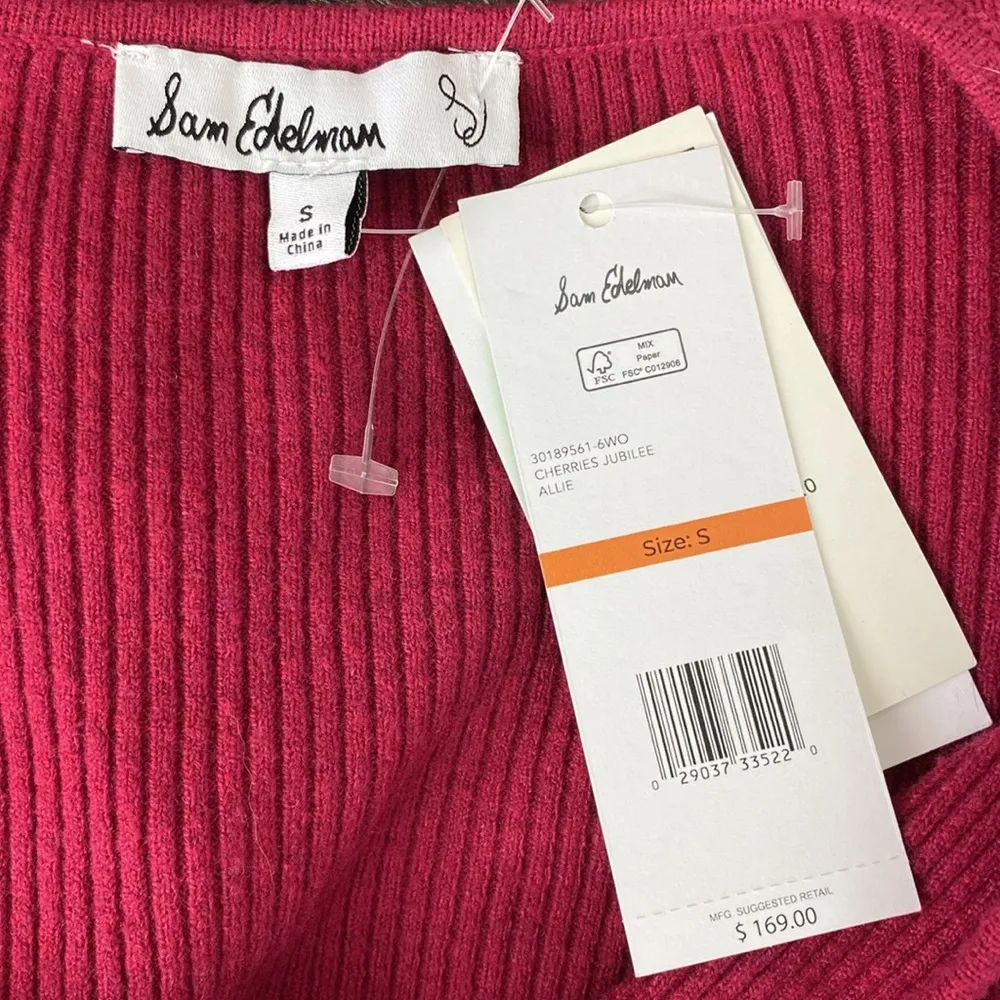 Sam Edelman
S
Made in
China
Sam Edelman
FSC
MIX
Paper
FSC® C012906
30189561-6WO
CHERRIES JUBILEE
ALLIE
Size: S
0 29037 33522 0
MFG. SUGGESTED RETAIL
$ 169.00